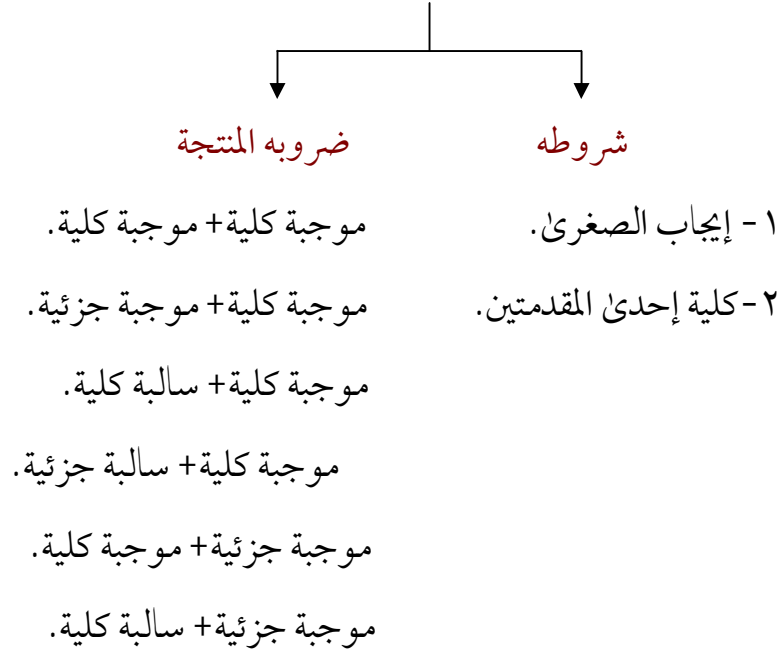 شروطه
١- إيجاب الصغرىٰ.
٢- كلية إحدىٰ المقدمتين.
ضروبه المنتجة
موجبة كلية+ موجبة كلية.
موجبة كلية+ موجبة جزئية.
موجبة كلية+ سالبة كلية.
موجبة كلية+ سالبة جزئية.
موجبة جزئية+ موجبة كلية.
موجبة جزئية+ سالبة كلية.